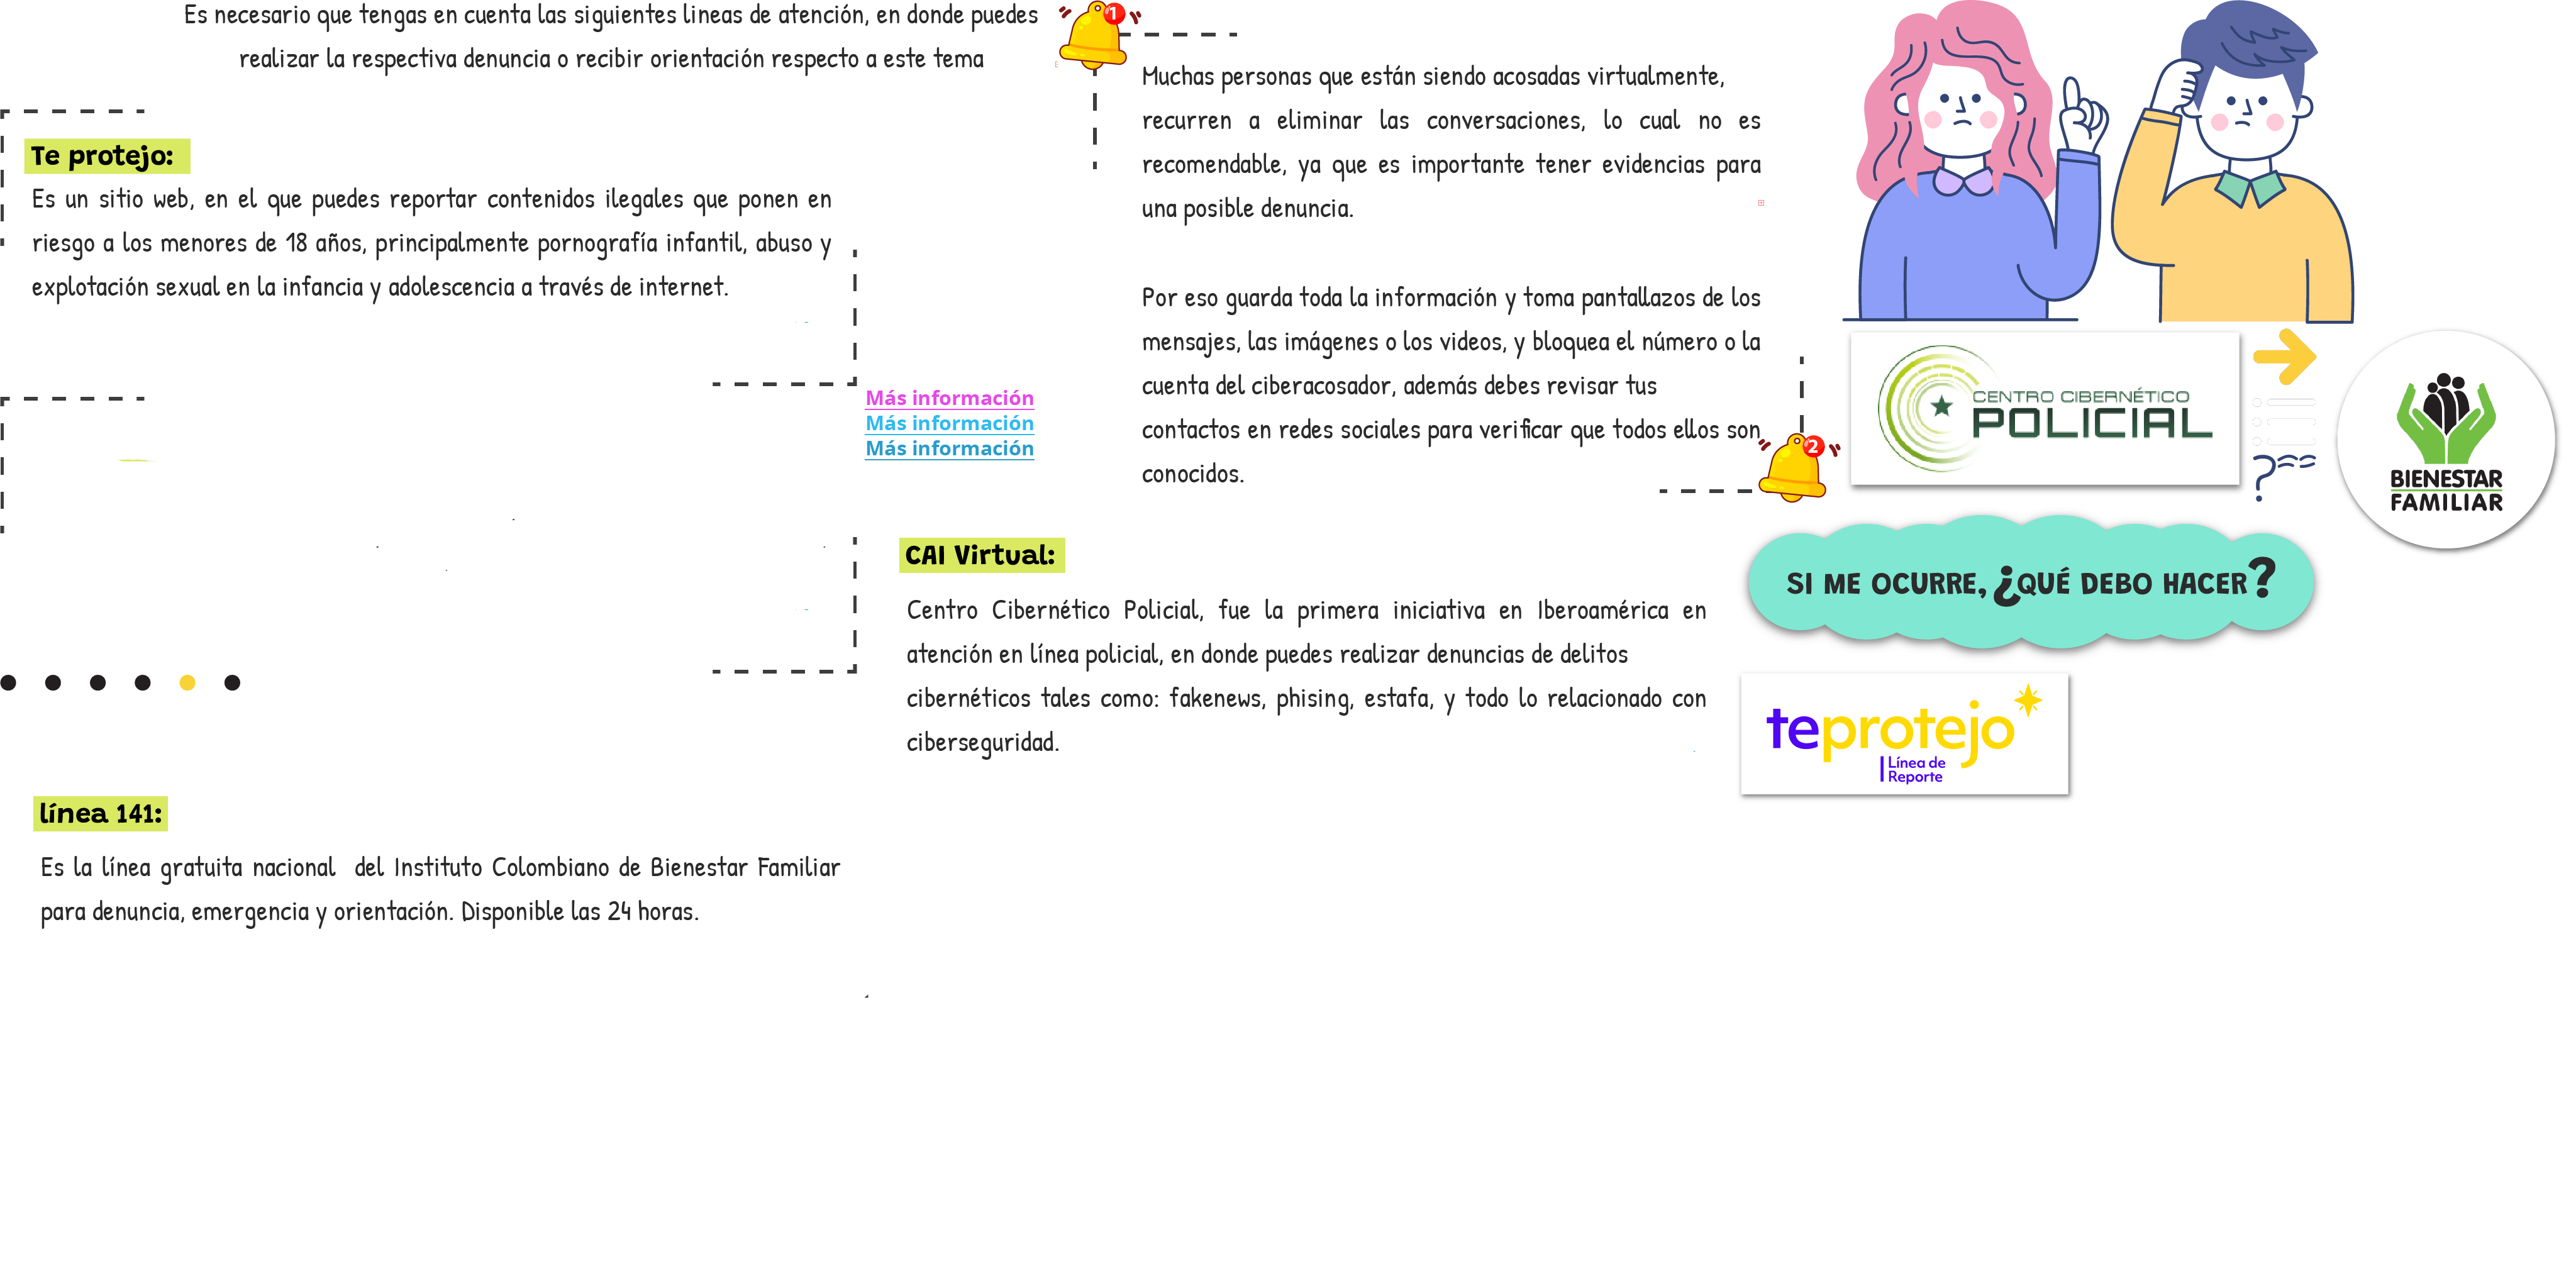 Es necesario que tengas en cuenta las siguientes lineas de atención, en donde puedes
realizar la respectiva denuncia o recibir orientación respecto a este tema
Te protejo:
Es un sitio web, en el que puedes reportar contenidos ilegales que ponen en
riesgo a los menores de 18 años, principalmente pornografía infantil, abuso y
explotación sexual en la infancia y adolescencia a través de internet.
Más información
Más información
Más información
1
Muchas personas que están siendo acosadas virtualmente,
recurren a eliminar las conversaciones, lo cual no es
recomendable, ya que es importante tener evidencias para
una posible denuncia.
Por eso guarda toda la información y toma pantallazos de los
mensajes, las imágenes o los videos, y bloquea el número o la
cuenta del ciberacosador, además debes revisar tus
contactos en redes sociales para verificar que todos ellos son
conocidos.
2
CENTRO CIBERNÉTICO
POLICIAL
?
BIENESTAR
FAMILIAR
CAI Virtual:
Centro Cibernético Policial, fue la primera iniciativa en Iberoamérica en
atención en línea policial, en donde puedes realizar denuncias de delitos
cibernéticos tales como: fakenews, phising, estafa, y todo lo relacionado con
ciberseguridad.
SI ME OCURRE, ¿QUÉ DEBO HACER?
teprotejo
Línea de
Reporte
línea 141:
Es la línea gratuita nacional del Instituto Colombiano de Bienestar Familiar
para denuncia, emergencia y orientación. Disponible las 24 horas.